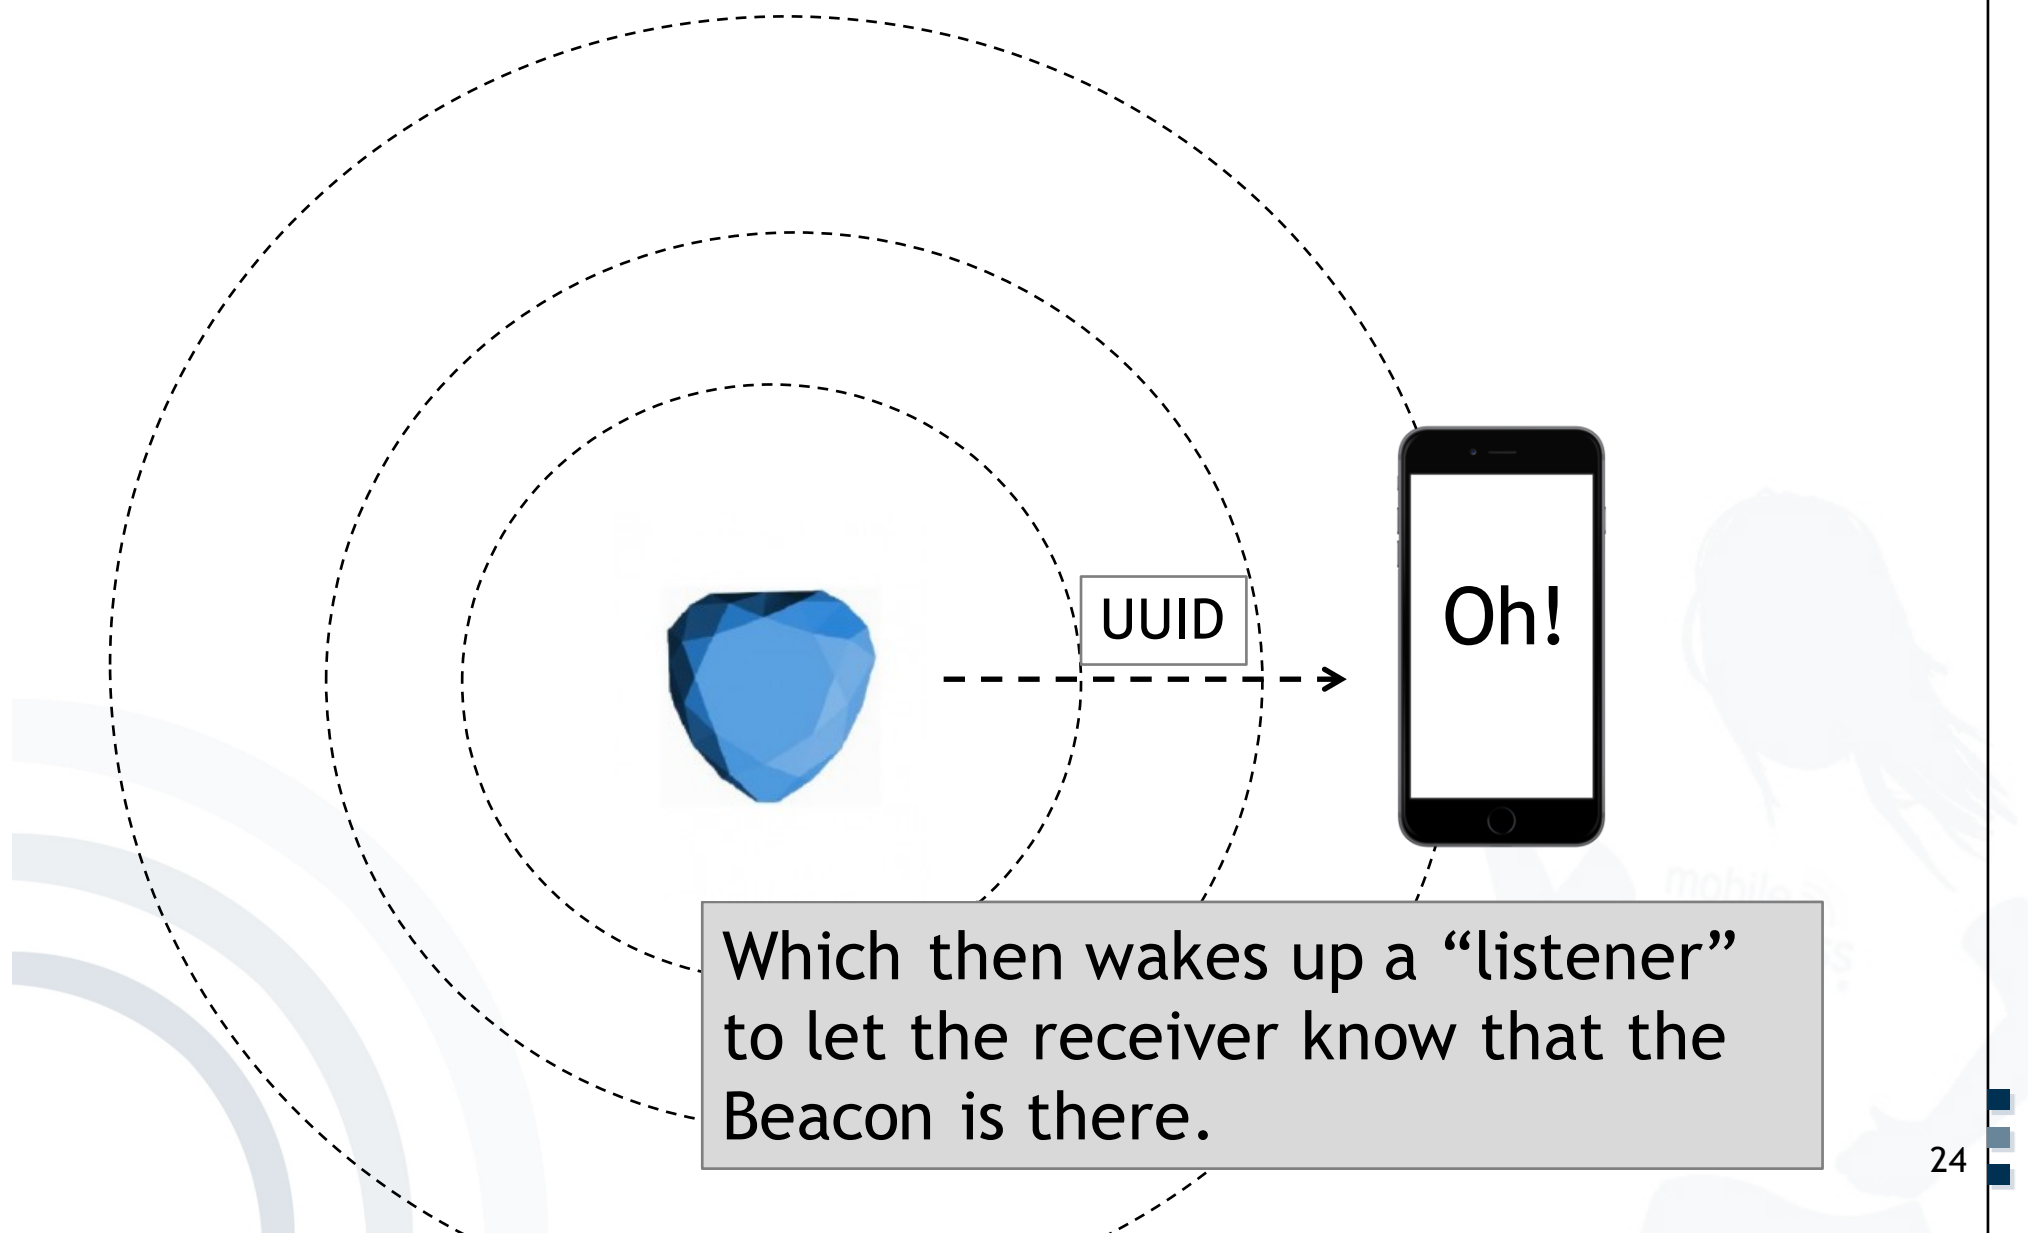 UUID
Oh!
Which then wakes up a “listener”
to let the receiver know that the
Beacon is there.
24